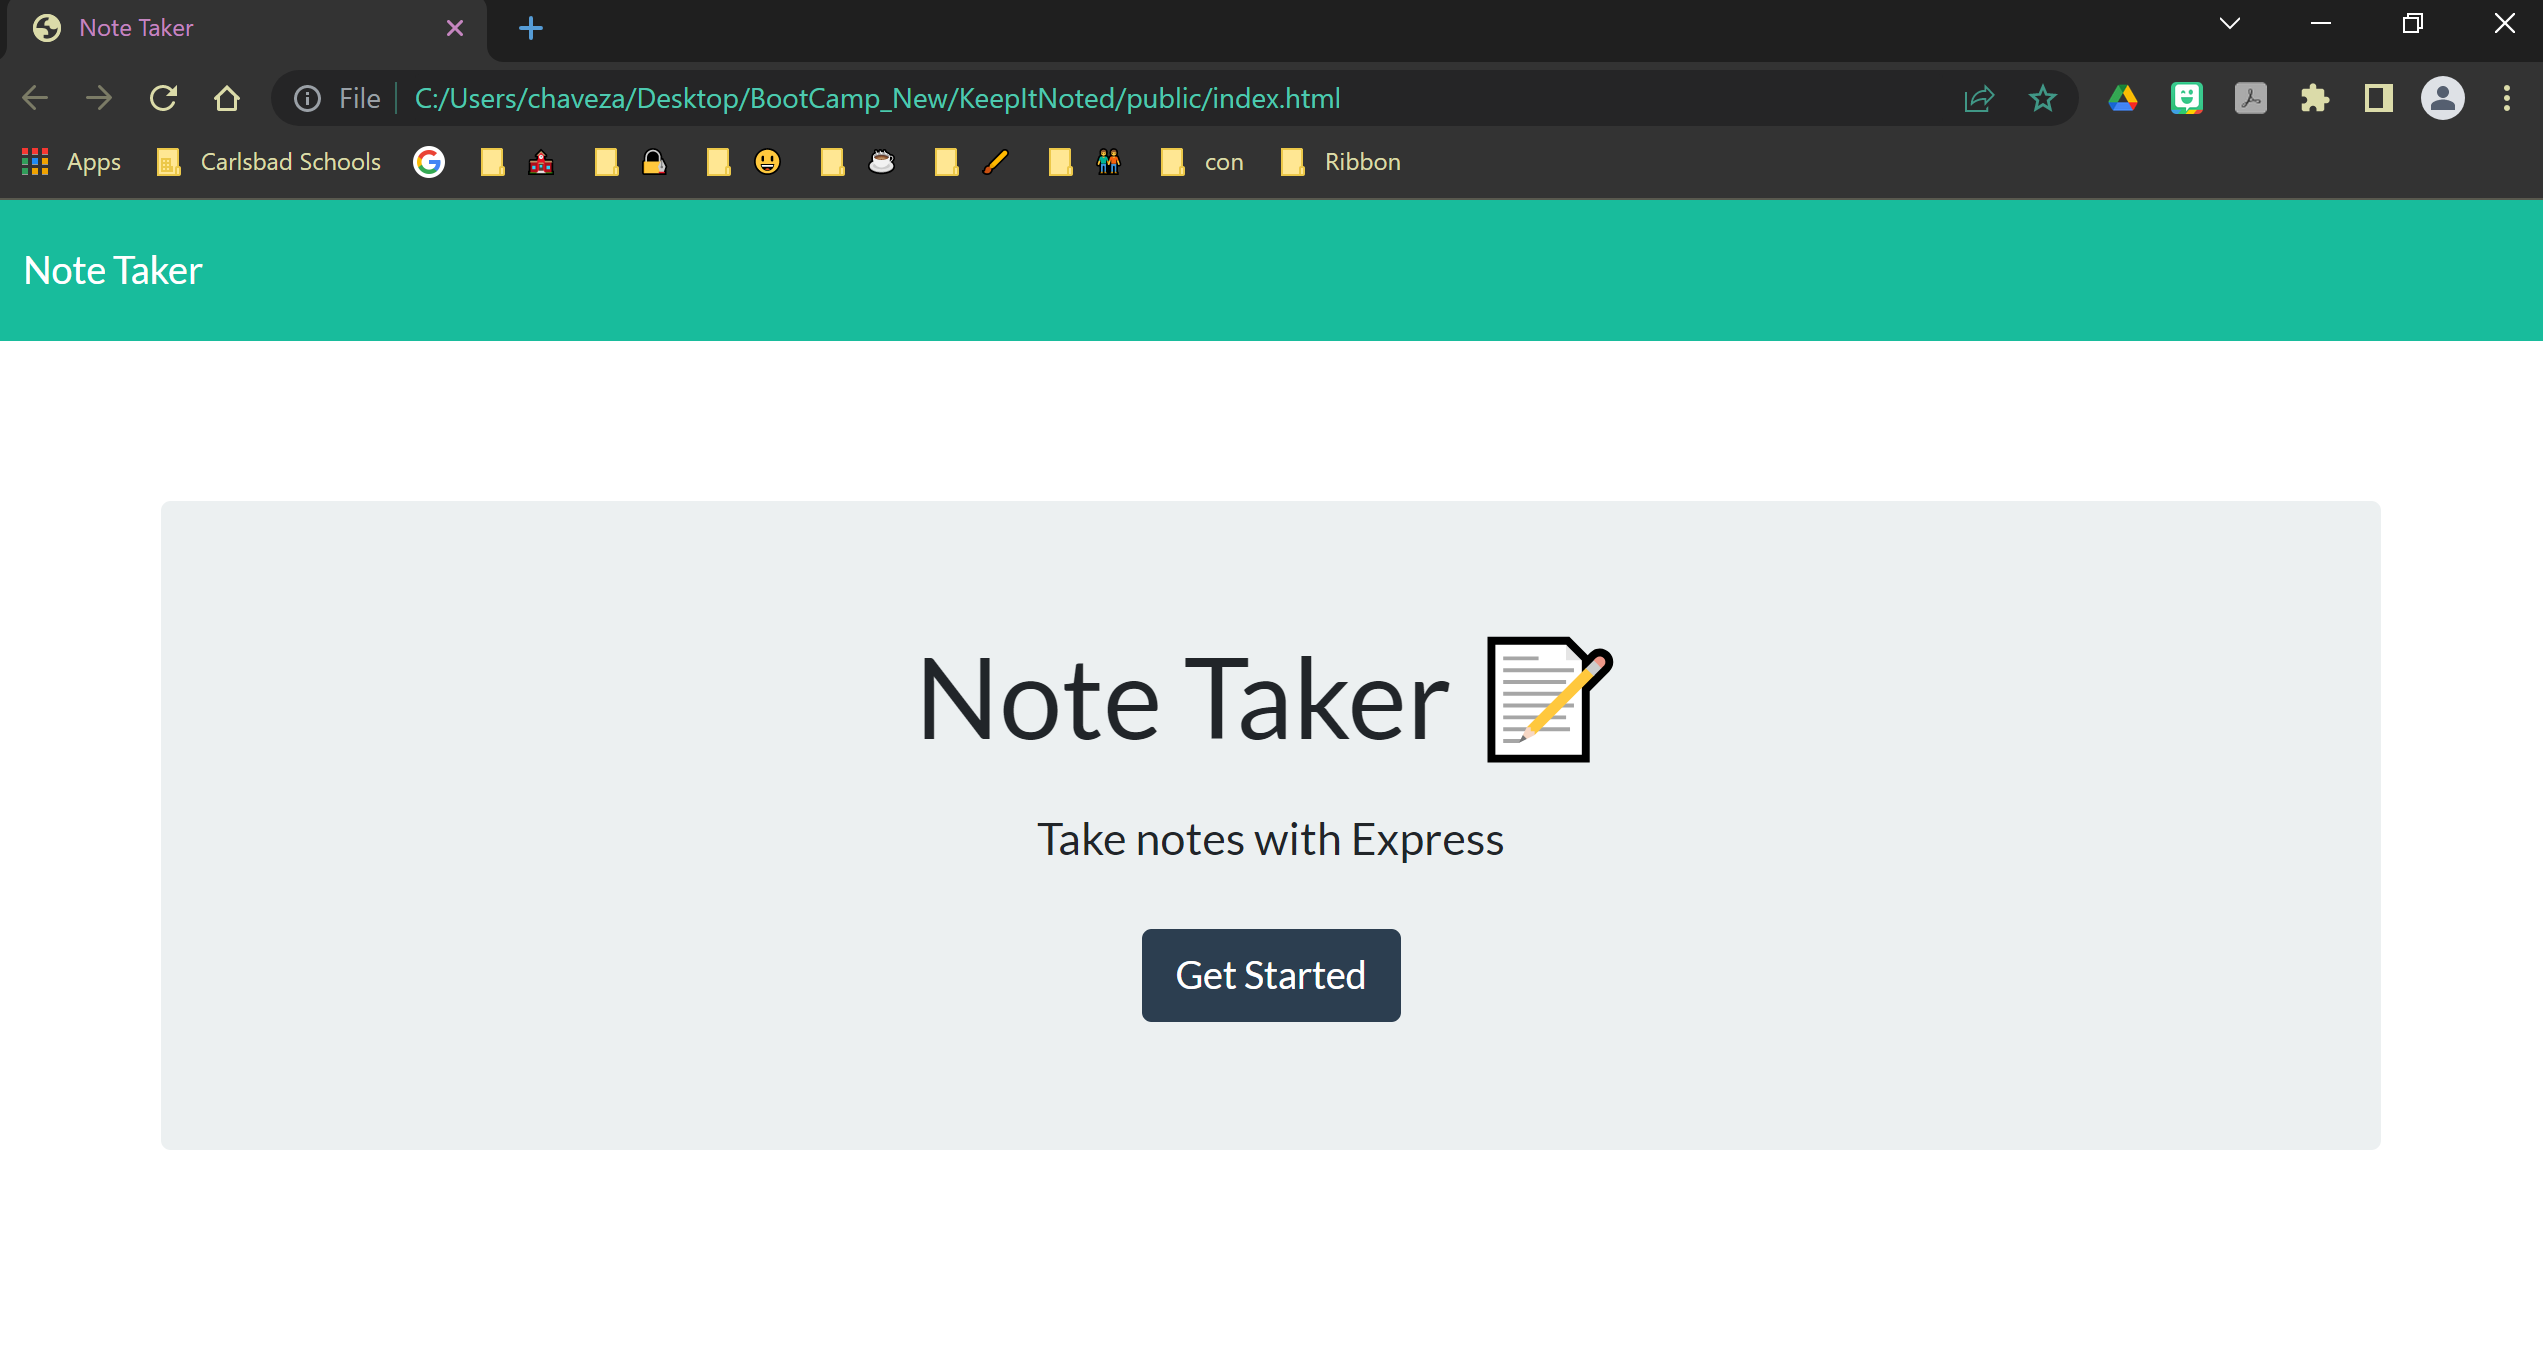 Note Taker
File C:/Users/chaveza/Desktop/BootCamp_New/KeepItNoted/public/index.html
Apps Carlsbad Schools con Ribbon
Note Taker
Note Taker
Take notes with Express
Get Started